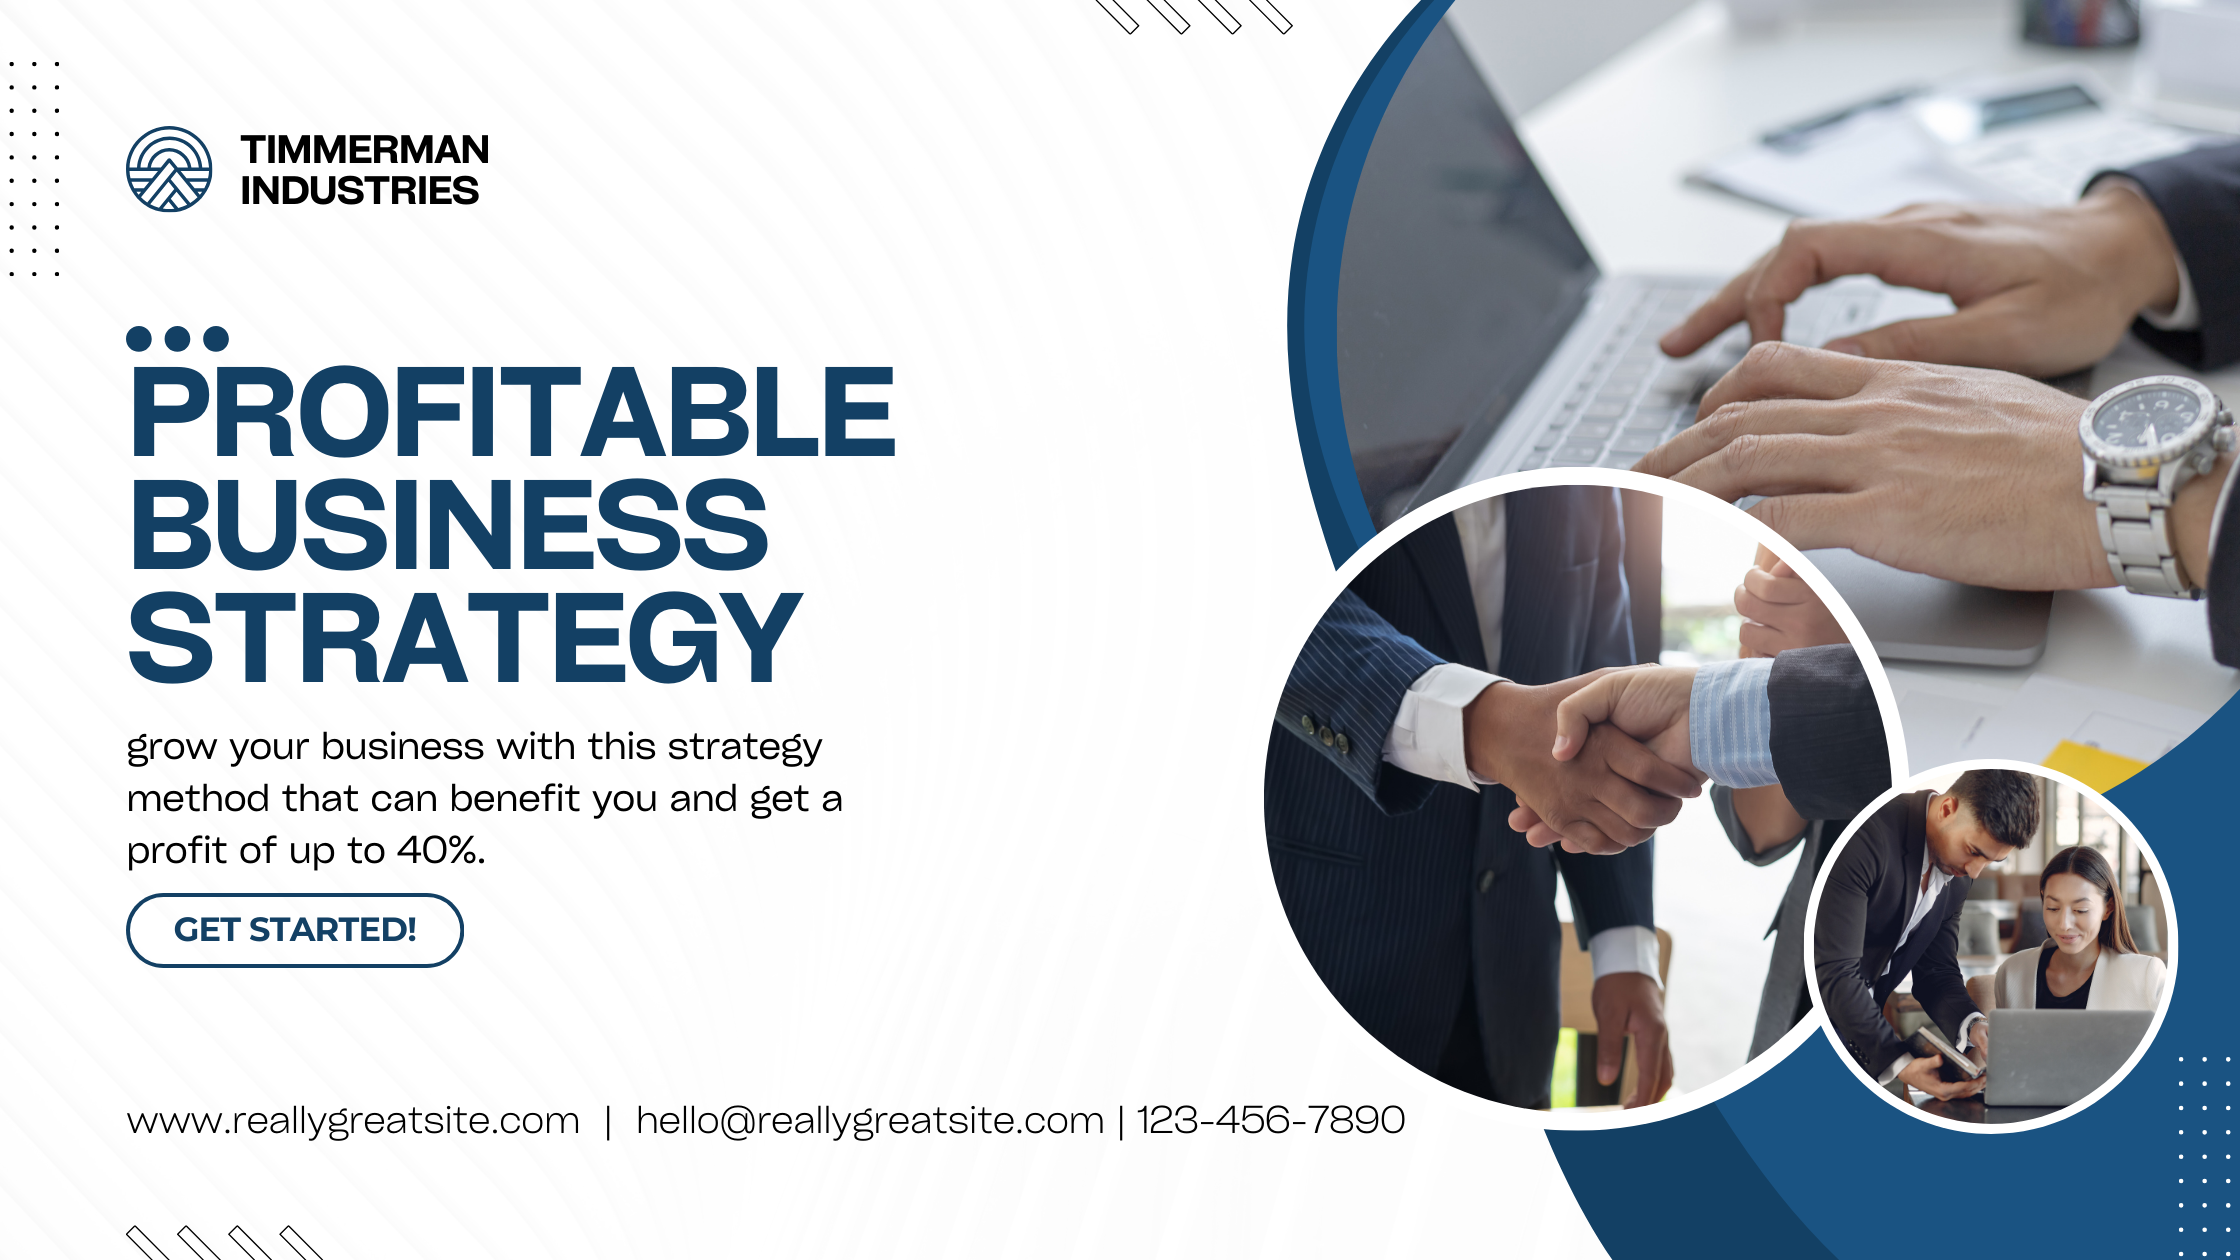 TIMMERMAN
INDUSTRIES
PROFITABLE
BUSINESS
STRATEGY
grow your business with this strategy
method that can benefit you and get a
profit of up to 40%.
GET STARTED!
www.reallygreatsite.com | hello@reallygreatsite.com | 123-456-7890